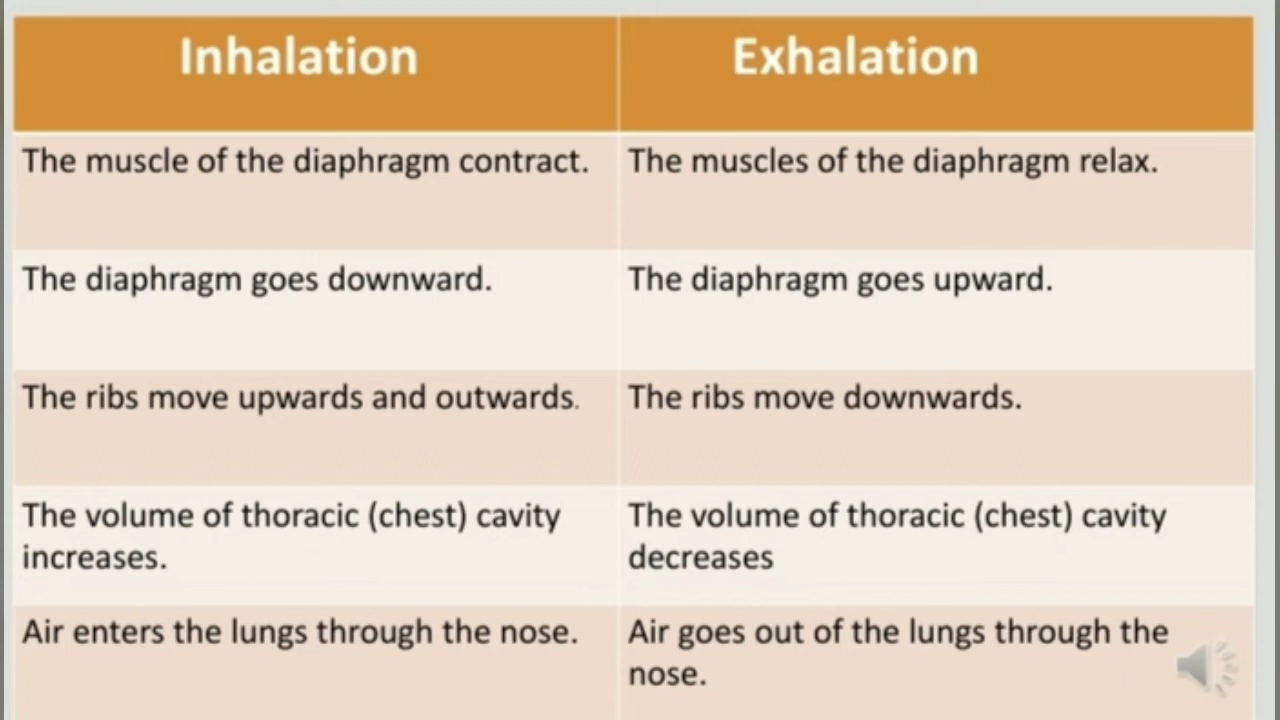 Inhalation
Exhalation
The muscle of the diaphragm contract.
The muscles of the diaphragm relax.
The diaphragm goes downward.
The diaphragm goes upward.
The ribs move upwards and outwards.
The ribs move downwards.
The volume of thoracic (chest) cavity
increases.
The volume of thoracic (chest) cavity
decreases
Air enters the lungs through the nose.
Air goes out of the lungs through the
nose.